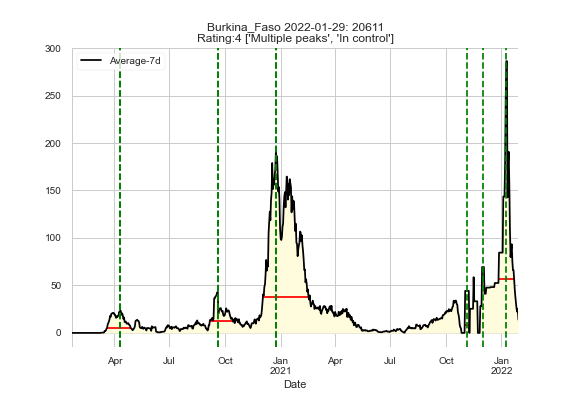 Burkina_Faso 2022-01-29: 20611
Rating:4 ['Multiple peaks', 'In control']
300
250
200
150
100
50
0
Average-7d
Apr Jul Oct Jan Apr Jul Oct Jan
2021 2022
Date